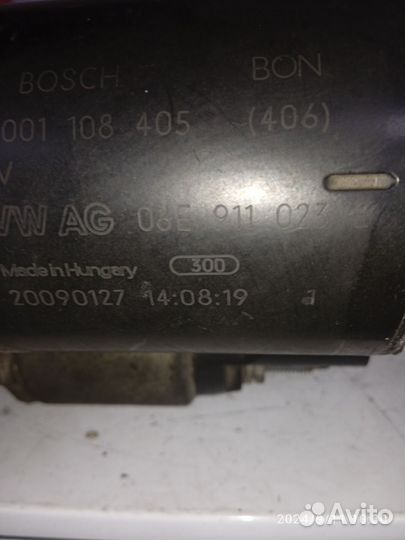 BOSCH BON
001 108 405 (406)
V
VW AG 06E 911 023
Made in Hungary 300
20090127 14:08:19
Avito